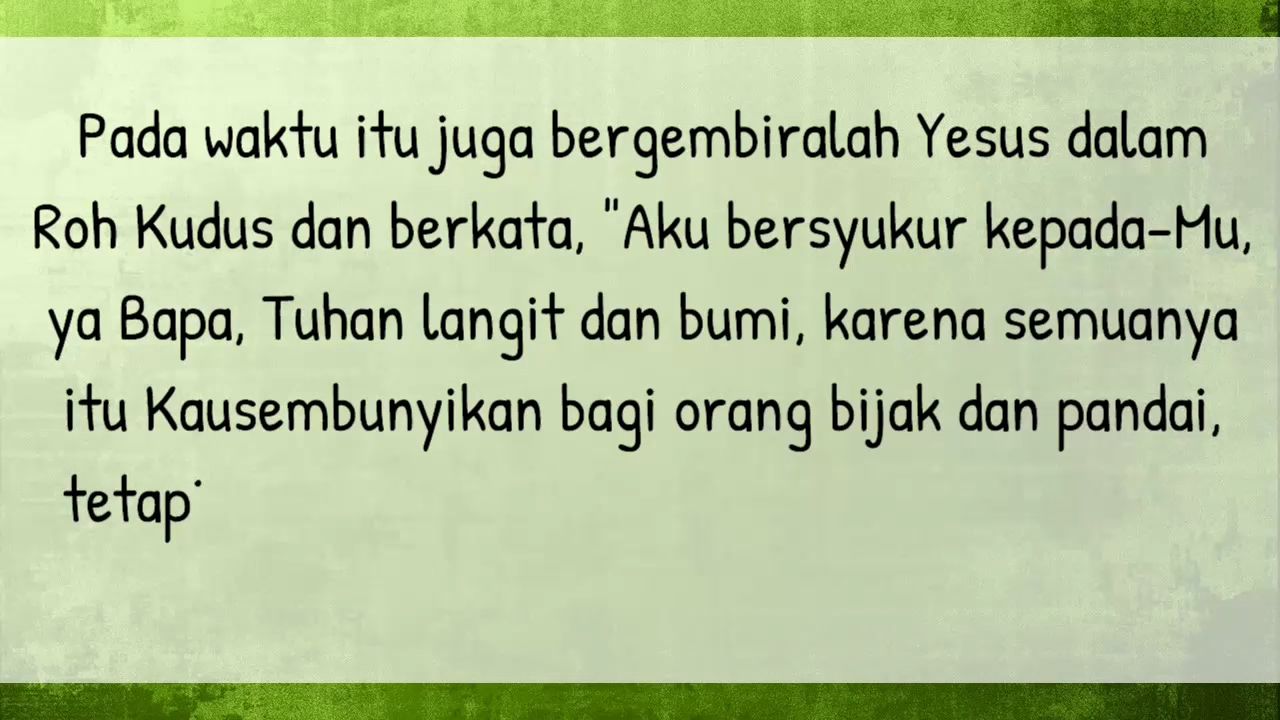 Pada waktu itu juga bergembiralah Yesus dalam
Roh Kudus dan berkata, "Aku bersyukur kepada-Mu,
ya Bapa, Tuhan langit dan bumi, karena semuanya
itu Kausembunyikan bagi orang bijak dan pandai,
tetap